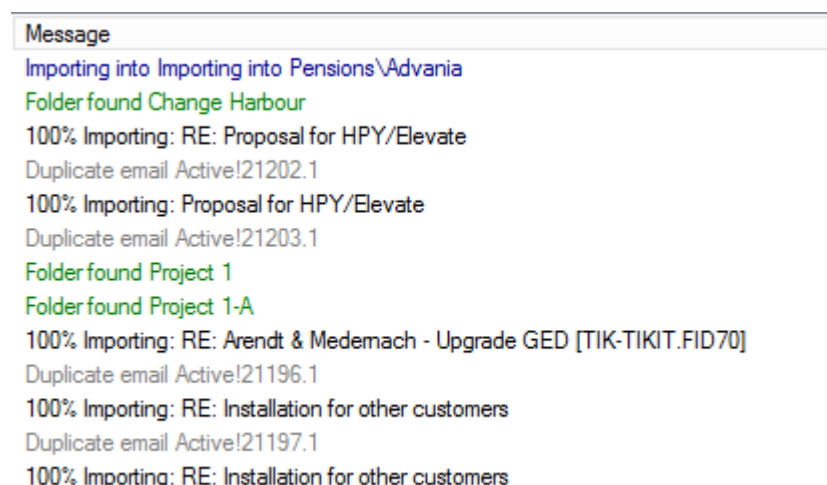 Message
Importing into Importing into Pensions\Advania
Folder found Change Harbour
100% Importing: RE: Proposal for HPY/Elevate
Duplicate email Active!21202.1
100% Importing: Proposal for HPY/Elevate
Duplicate email Active!21203.1
Folder found Project 1
Folder found Project 1-A
100% Importing: RE: Arendt & Medernach - Upgrade GED [TIK-TIKIT.FID70]
Duplicate email Active!21196.1
100% Importing: RE: Installation for other customers
Duplicate email Active!21197.1
100% Importing: RE: Installation for other customers